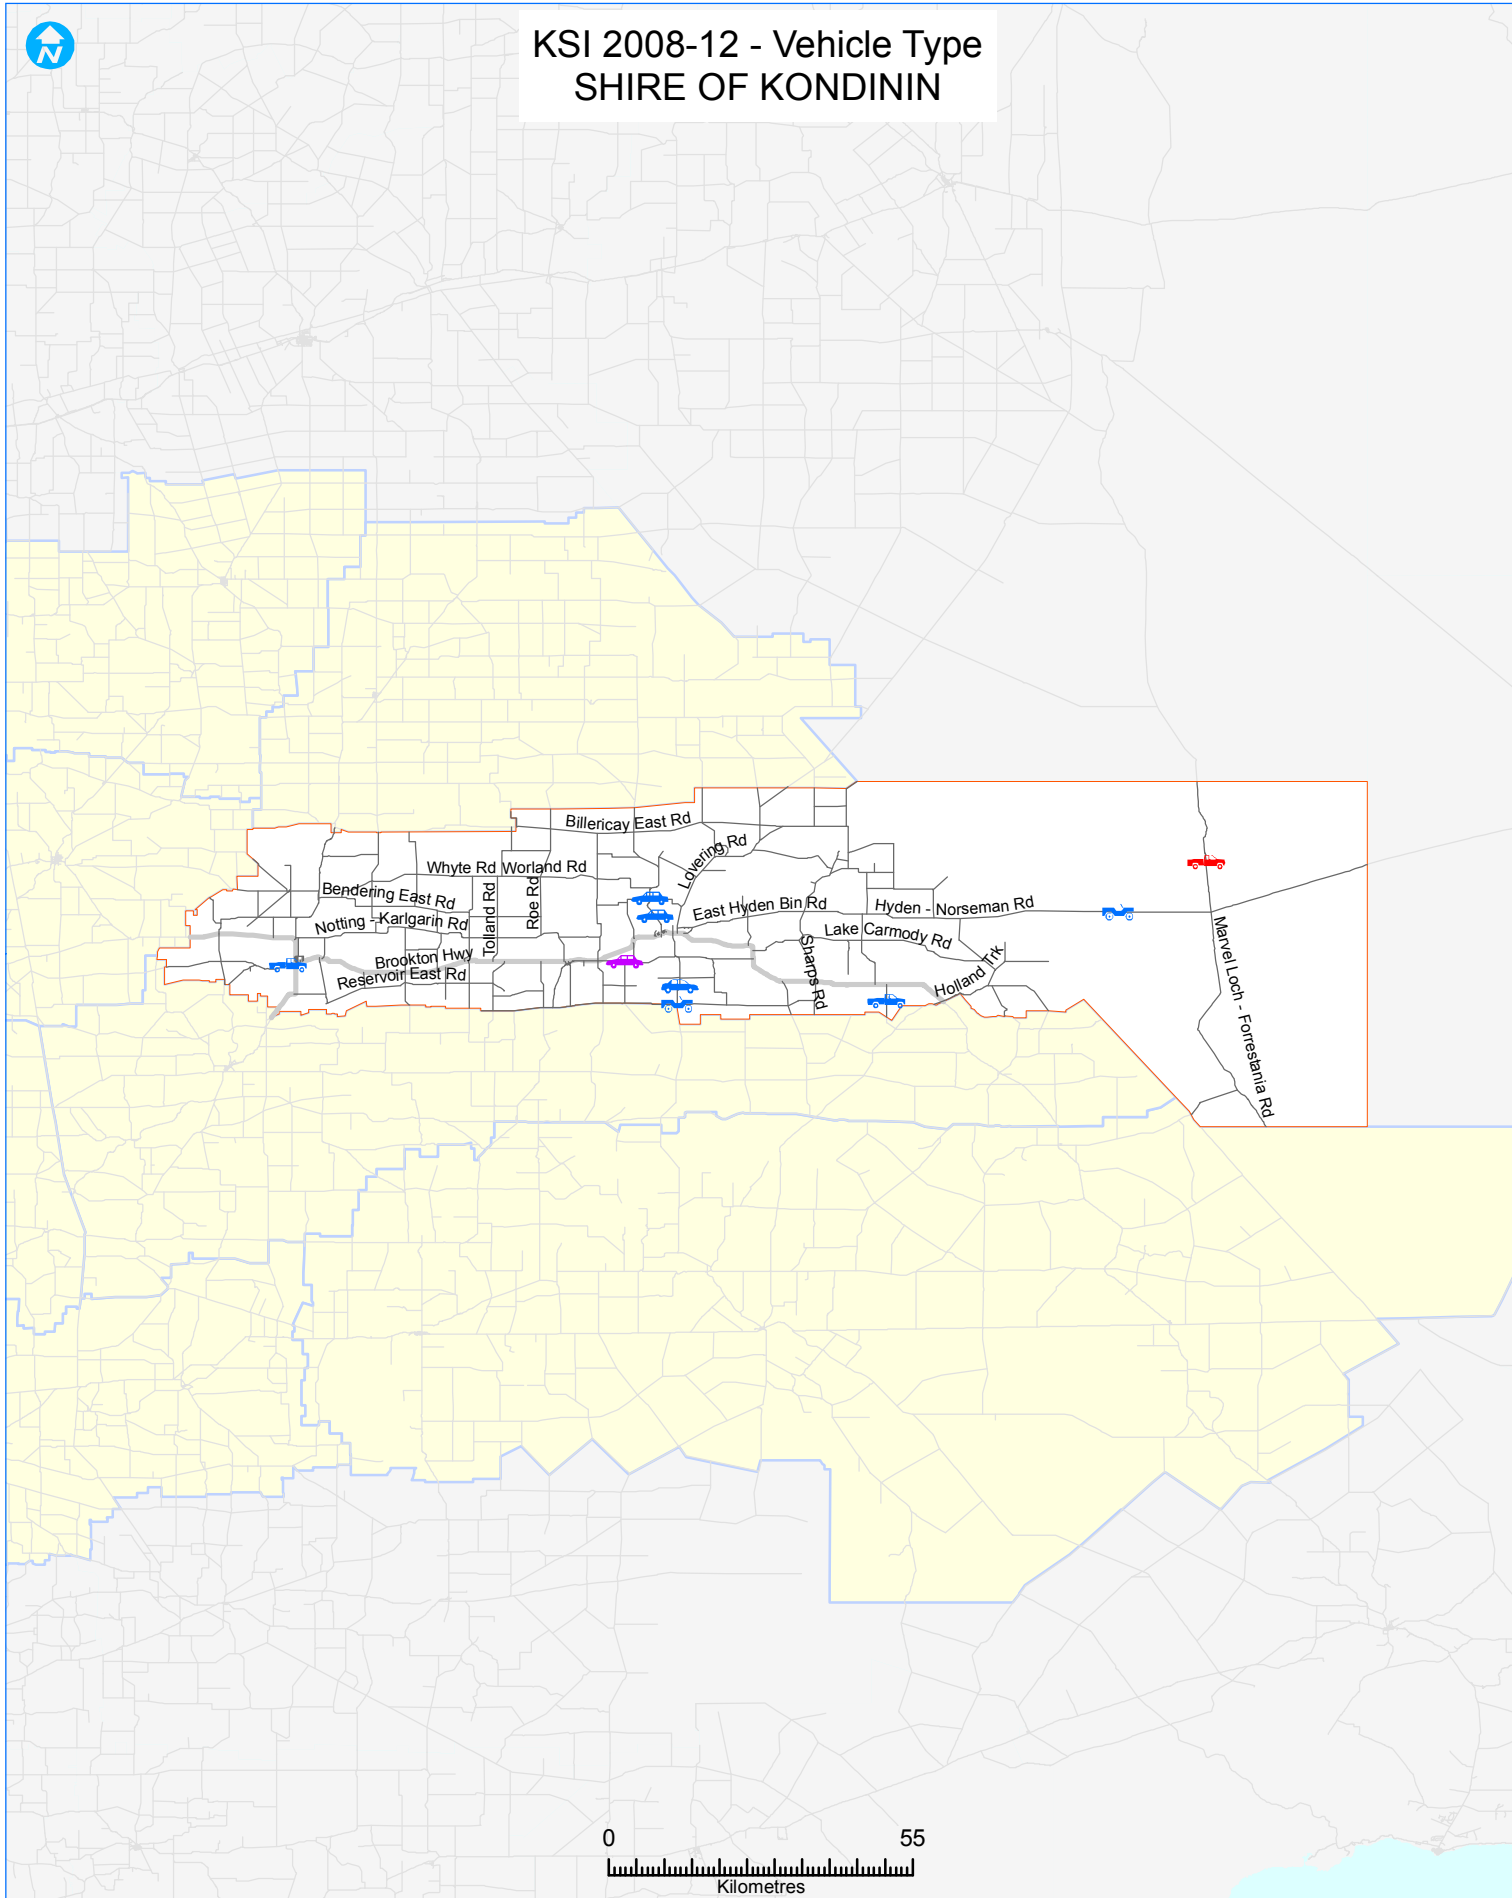 N
KSI 2008-12 - Vehicle Type
SHIRE OF KONDININ
Billericay East Rd
Lovering Rd
Whyte Rd
Worland Rd
Bendering East Rd
Tolland Rd
Roe Rd
East Hyden Bin Rd
Hyden - Norseman Rd
Notting - Karlgarin Rd
Lake Carmody Rd
Brookton Hwy
Reservoir East Rd
Sharps Rd
Holland Trk
Marvel Loch - Forrestania Rd
0 55
Kilometres